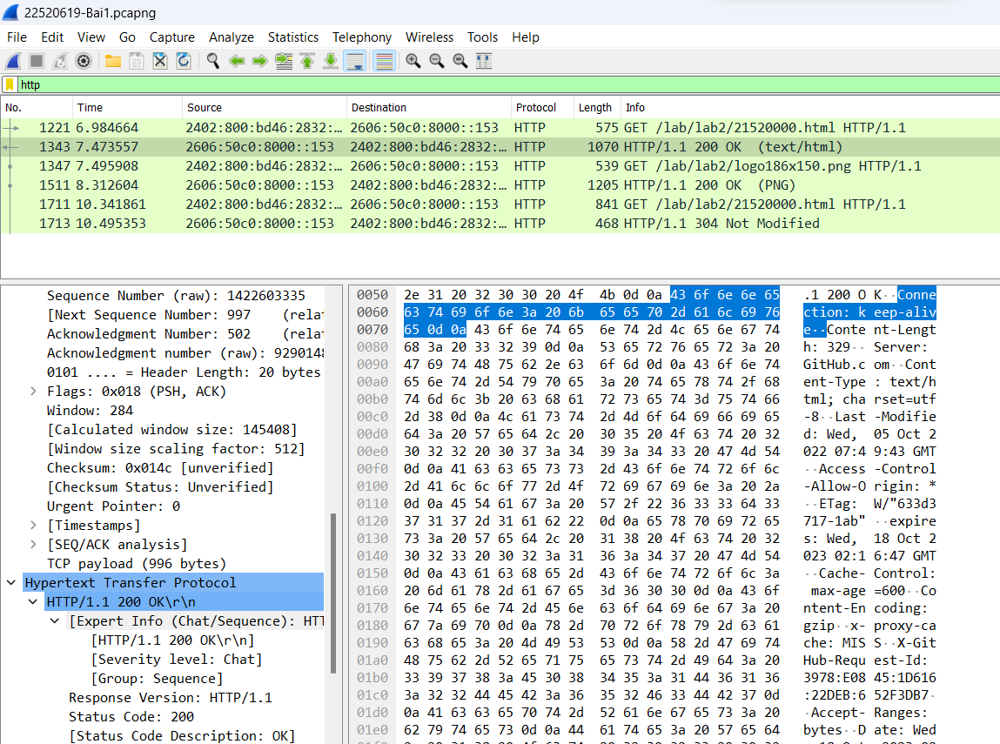 22520619-Bai1.pcapng
File Edit View Go Capture Analyze Statistics Telephony Wireless Tools Help
http
No. Time Source Destination Protocol Length Info
1221 6.984664 2402:800:bd46:2832:… 2606:50c0:8000::153 HTTP 575 GET /lab/lab2/21520000.html HTTP/1.1
1343 7.473557 2606:50c0:8000::153 2402:800:bd46:2832:… HTTP 1070 HTTP/1.1 200 OK (text/html)
1347 7.495908 2402:800:bd46:2832:… 2606:50c0:8000::153 HTTP 539 GET /lab/lab2/logo186x150.png HTTP/1.1
1511 8.312604 2606:50c0:8000::153 2402:800:bd46:2832:… HTTP 1205 HTTP/1.1 200 OK (PNG)
1711 10.341861 2402:800:bd46:2832:… 2606:50c0:8000::153 HTTP 841 GET /lab/lab2/21520000.html HTTP/1.1
1713 10.495353 2606:50c0:8000::153 2402:800:bd46:2832:… HTTP 468 HTTP/1.1 304 Not Modified
Sequence Number (raw): 1422603335
[Next Sequence Number: 997 (rela
Acknowledgment Number: 502 (rela
Acknowledgment number (raw): 9290148
0101 .... = Header Length: 20 bytes
Flags: 0x018 (PSH, ACK)
Window: 284
[Calculated window size: 145408]
[Window size scaling factor: 512]
Checksum: 0x014c [unverified]
[Checksum Status: Unverified]
Urgent Pointer: 0
[Timestamps]
[SEQ/ACK analysis]
TCP payload (996 bytes)
Hypertext Transfer Protocol
HTTP/1.1 200 OK\r\n
[Expert Info (Chat/Sequence): HTT
[HTTP/1.1 200 OK\r\n]
[Severity level: Chat]
[Group: Sequence]
Response Version: HTTP/1.1
Status Code: 200
[Status Code Description: OK]
0050 2e 31 20 32 30 30 20 4f 4b 0d 0a 43 6f 6e 6e 65 .1 200 O K··Conne
0060 63 74 69 6f 6e 3a 20 6b 65 65 70 2d 61 6c 69 76 ction: k eep-aliv
0070 65 0d 0a 43 6f 6e 74 65 6e 74 2d 4c 65 6e 67 74 e··Conte nt-Lengt
0080 68 3a 20 33 32 39 0d 0a 53 65 72 76 65 72 3a 20 h: 329·· Server:
0090 47 69 74 48 75 62 2e 63 6f 6d 0d 0a 43 6f 6e 74 GitHub.c om··Cont
00a0 65 6e 74 2d 54 79 70 65 3a 20 74 65 78 74 2f 68 ent-Type : text/h
00b0 74 6d 6c 3b 20 63 68 61 72 73 65 74 3d 75 74 66 tml; cha rset=utf
00c0 2d 38 0d 0a 4c 61 73 74 2d 4d 6f 64 69 66 69 65 -8··Last -Modifie
00d0 64 3a 20 57 65 64 2c 20 30 35 20 4f 63 74 20 32 d: Wed, 05 Oct 2
00e0 30 32 32 20 30 37 3a 34 39 3a 34 33 20 47 4d 54 022 07:4 9:43 GMT
00f0 0d 0a 41 63 63 65 73 73 2d 43 6f 6e 74 72 6f 6c ··Access -Control
0100 2d 41 6c 6c 6f 77 2d 4f 72 69 67 69 6e 3a 20 2a -Allow-O rigin: *
0110 0d 0a 45 54 61 67 3a 20 57 2f 22 36 33 33 64 33 ··ETag: W/"633d3
0120 37 31 37 2d 31 61 62 22 0d 0a 65 78 70 69 72 65 717-1ab" ··expire
0130 73 3a 20 57 65 64 2c 20 31 38 20 4f 63 74 20 32 s: Wed, 18 Oct 2
0140 30 32 33 20 30 32 3a 31 36 3a 34 37 20 47 4d 54 023 02:1 6:47 GMT
0150 0d 0a 43 61 63 68 65 2d 43 6f 6e 74 72 6f 6c 3a ··Cache- Control:
0160 20 6d 61 78 2d 61 67 65 3d 36 30 30 0d 0a 43 6f max-age =600··Co
0170 6e 74 65 6e 74 2d 45 6e 63 6f 64 69 6e 67 3a 20 ntent-En coding:
0180 67 7a 69 70 0d 0a 78 2d 70 72 6f 78 79 2d 63 61 gzip··x- proxy-ca
0190 63 68 65 3a 20 4d 49 53 53 0d 0a 58 2d 47 69 74 che: MIS S··X-Git
01a0 48 75 62 2d 52 65 71 75 65 73 74 2d 49 64 3a 20 Hub-Requ est-Id:
01b0 33 39 37 38 3a 45 30 38 34 35 3a 31 44 36 31 36 3978:E08 45:1D616
01c0 3a 32 32 44 45 42 3a 36 35 32 46 33 44 42 37 0d :22DEB:6 52F3DB7·
01d0 0a 41 63 63 65 70 74 2d 52 61 6e 67 65 73 3a 20 ·Accept- Ranges:
01e0 62 79 74 65 73 0d 0a 44 61 74 65 3a 20 57 65 64 bytes··D ate: Wed